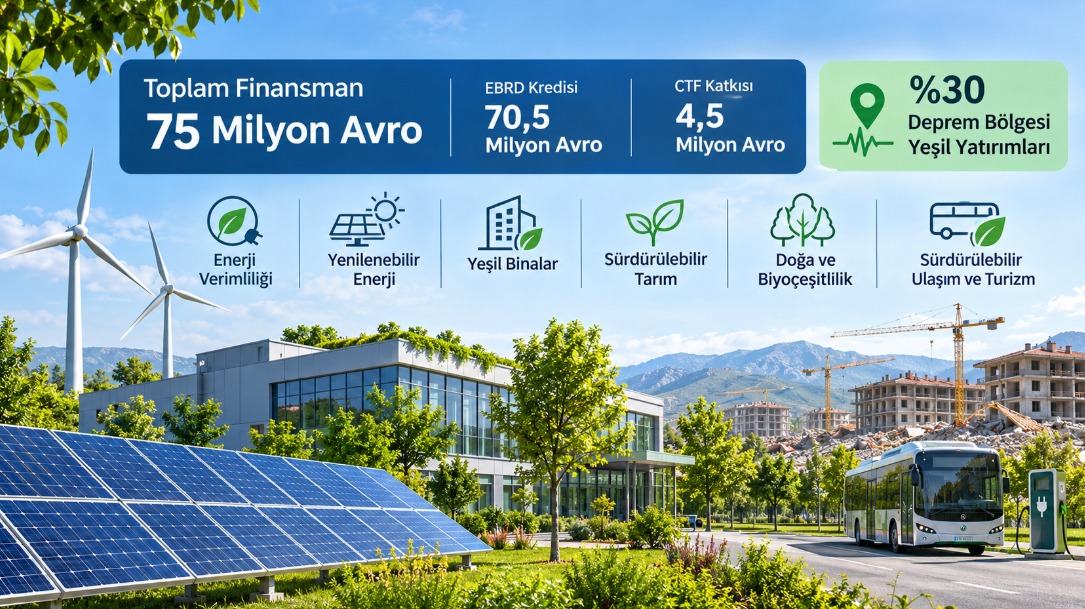 Toplam Finansman
75 Milyon Avro
EBRD Kredisi
70,5
Milyon Avro
CTF Katkısı
4,5
Milyon Avro
%30
Deprem Bölgesi
Yeşil Yatırımları
Enerji
Verimliliği
Yenilenebilir
Enerji
Yeşil Binalar
Sürdürülebilir
Tarım
Doğa ve
Biyoçeşitlilik
Sürdürülebilir
Ulaşım ve Turizm